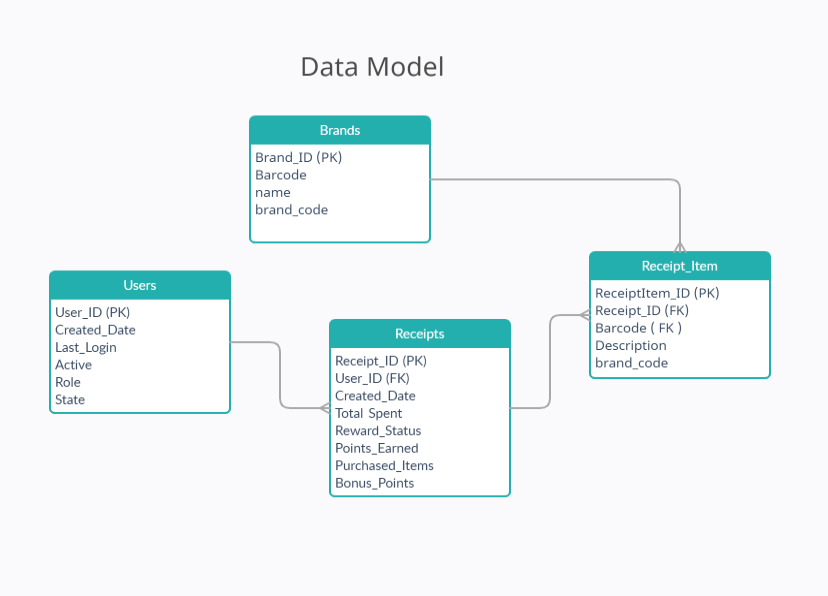 Data Model
Brands
Brand_ID (PK)
Barcode
name
brand_code
Users
User_ID (PK)
Created_Date
Last_Login
Active
Role
State
Receipts
Receipt_ID (PK)
User_ID (FK)
Created_Date
Total Spent
Reward_Status
Points_Earned
Purchased_Items
Bonus_Points
Receipt_Item
ReceiptItem_ID (PK)
Receipt_ID (FK)
Barcode ( FK )
Description
brand_code